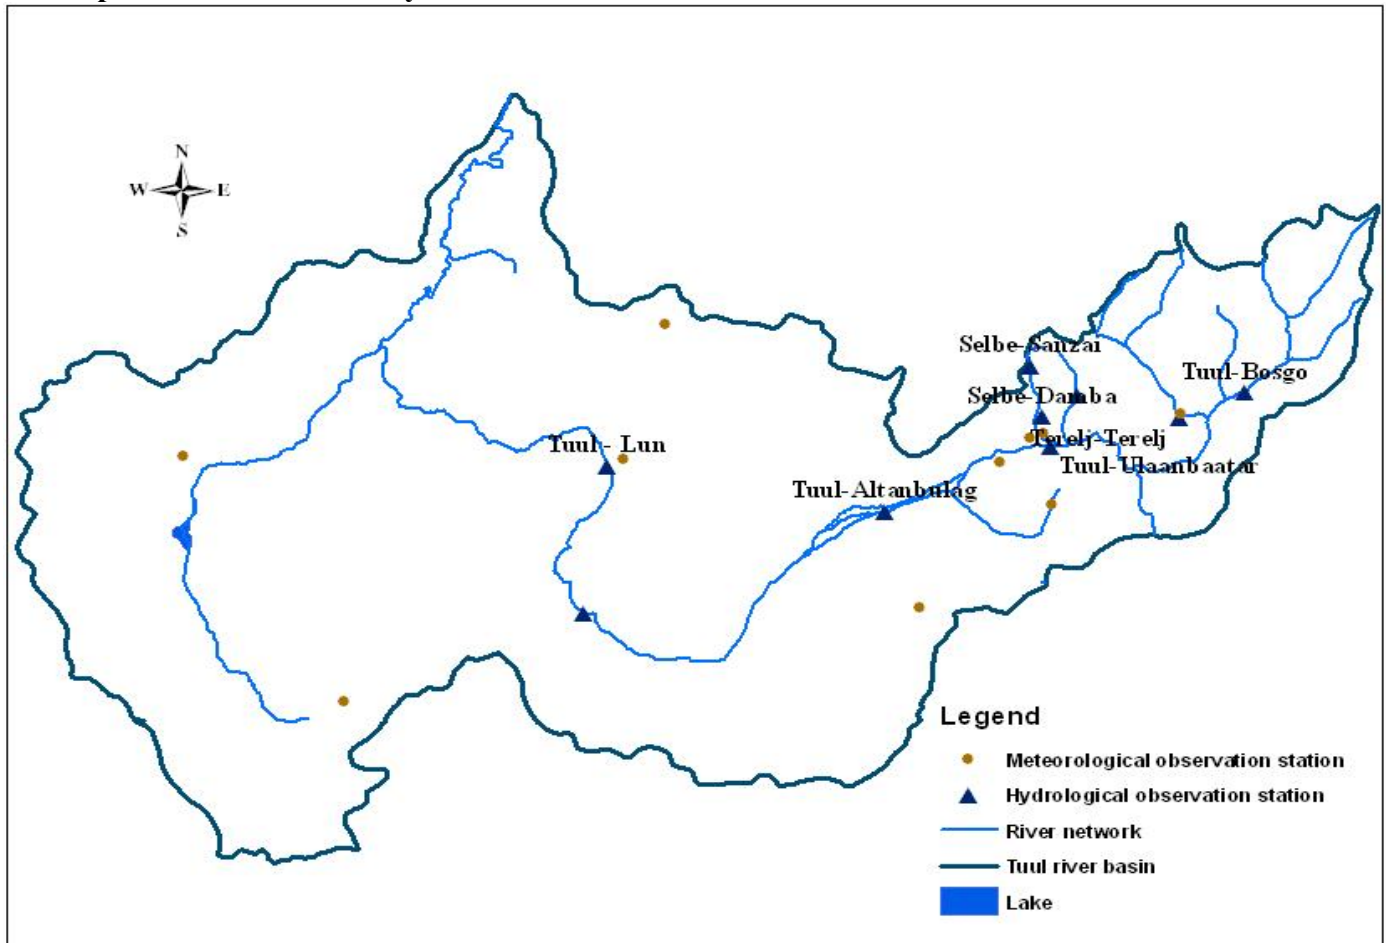 N
W E
S
Selbe-Sanzai
Tuul-Bosgo
Selbe-Damba
Terelj-Terelj
Tuul - Lun
Tuul-Ulaanbaatar
Tuul-Altanbulag
Legend
Meteorological observation station
Hydrological observation station
River network
Tuul river basin
Lake